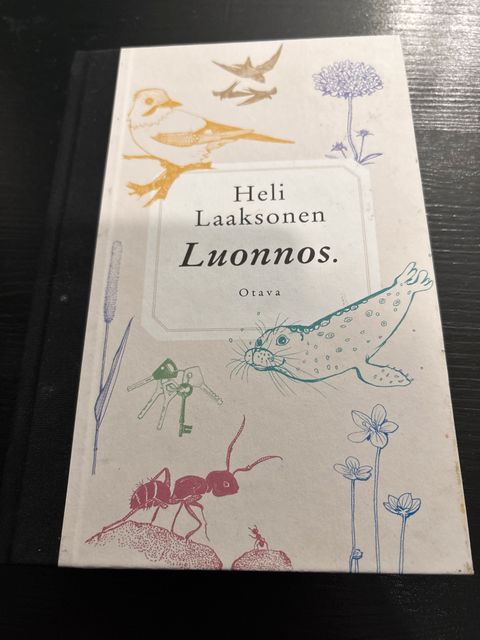 Heli
Laaksonen
Luonnos.
Otava